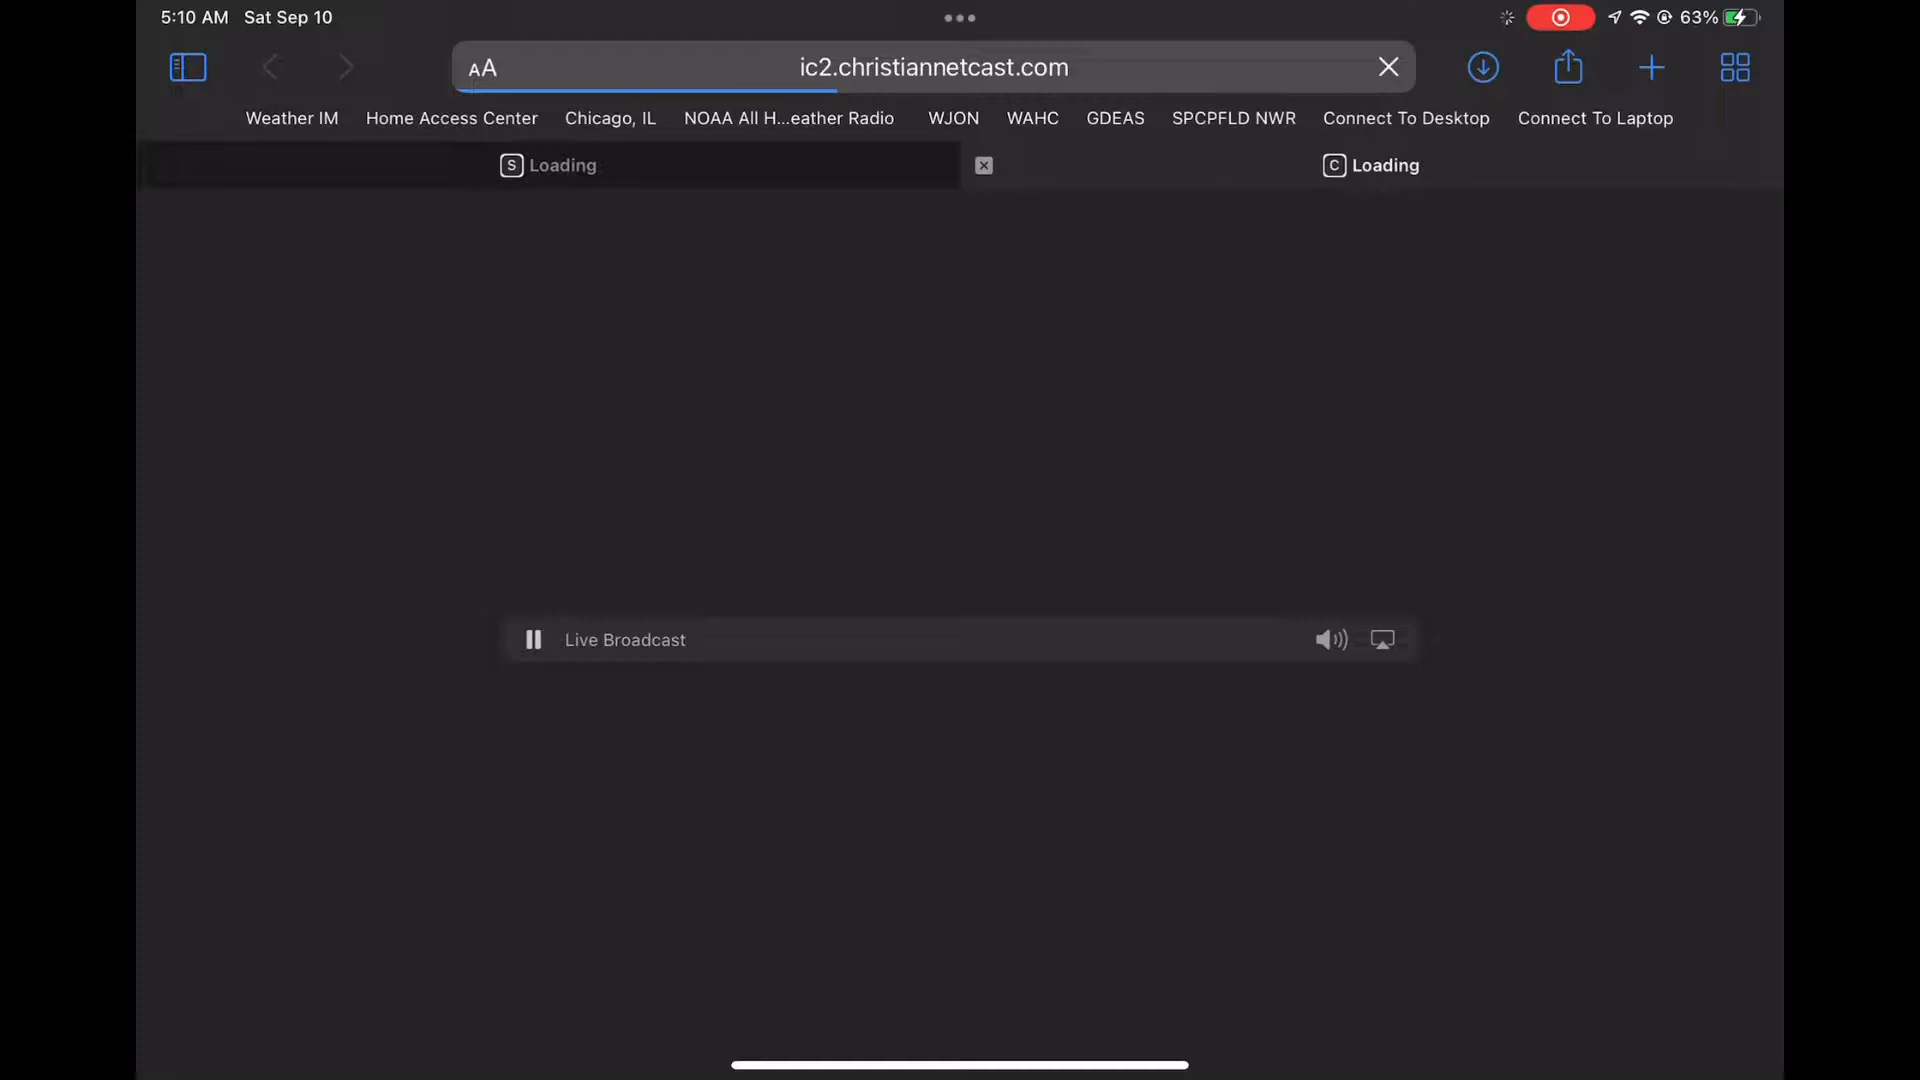 5:10 AM Sat Sep 10 63%
AA ic2.christiannetcast.com
Weather IM Home Access Center Chicago, IL NOAA All H...eather Radio WJON WAHC GDEAS SPCPFLD NWR Connect To Desktop Connect To Laptop
S Loading C Loading
Live Broadcast